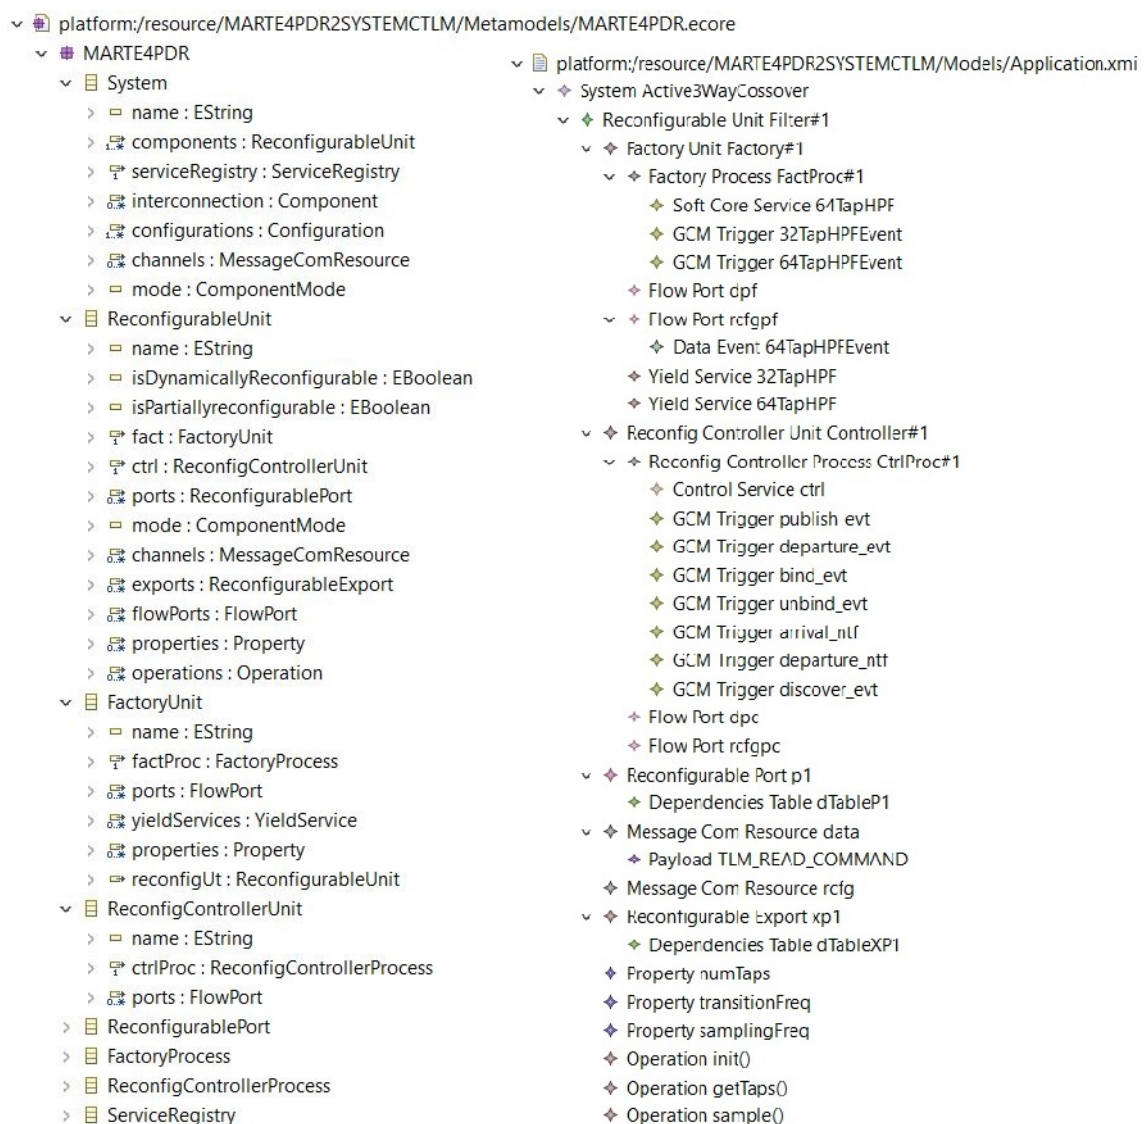 platform:/resource/MARTE4PDR2SYSTEMCTLM/Metamodels/MARTE4PDR.ecore
MARTE4PDR
System
name : EString
components : ReconfigurableUnit
serviceRegistry : ServiceRegistry
interconnection : Component
configurations : Configuration
channels : MessageComResource
mode : ComponentMode
ReconfigurableUnit
name : EString
isDynamicallyReconfigurable : EBoolean
isPartiallyreconfigurable : EBoolean
fact : FactoryUnit
ctrl : ReconfigControllerUnit
ports : ReconfigurablePort
mode : ComponentMode
channels : MessageComResource
exports : ReconfigurableExport
flowPorts : FlowPort
properties : Property
operations : Operation
FactoryUnit
name : EString
factProc : FactoryProcess
ports : FlowPort
yieldServices : YieldService
properties : Property
reconfigUt : ReconfigurableUnit
ReconfigControllerUnit
name : EString
ctrlProc : ReconfigControllerProcess
ports : FlowPort
ReconfigurablePort
FactoryProcess
ReconfigControllerProcess
ServiceRegistry
platform:/resource/MARTE4PDR2SYSTEMCTLM/Models/Application.xmi
System Active3WayCossover
Reconfigurable Unit Filter#1
Factory Unit Factory#1
Factory Process FactProc#1
Soft Core Service 64TapHPF
GCM Trigger 32TapHPFEvent
GCM Trigger 64TapHPFEvent
Flow Port dpf
Flow Port rcfgpf
Data Event 64TapHPFEvent
Yield Service 32TapHPF
Yield Service 64TapHPF
Reconfig Controller Unit Controller#1
Reconfig Controller Process CtrlProc#1
Control Service ctrl
GCM Trigger publish_evt
GCM Trigger departure_evt
GCM Trigger bind_evt
GCM Trigger unbind_evt
GCM Trigger arrival_ntf
GCM Trigger departure_ntf
GCM Trigger discover_evt
Flow Port dpc
Flow Port rcfgpc
Reconfigurable Port p1
Dependencies Table dTableP1
Message Com Resource data
Payload TLM_READ_COMMAND
Message Com Resource rcfg
Reconfigurable Export xp1
Dependencies Table dTableXP1
Property numTaps
Property transitionFreq
Property samplingFreq
Operation init()
Operation getTaps()
Operation sample()